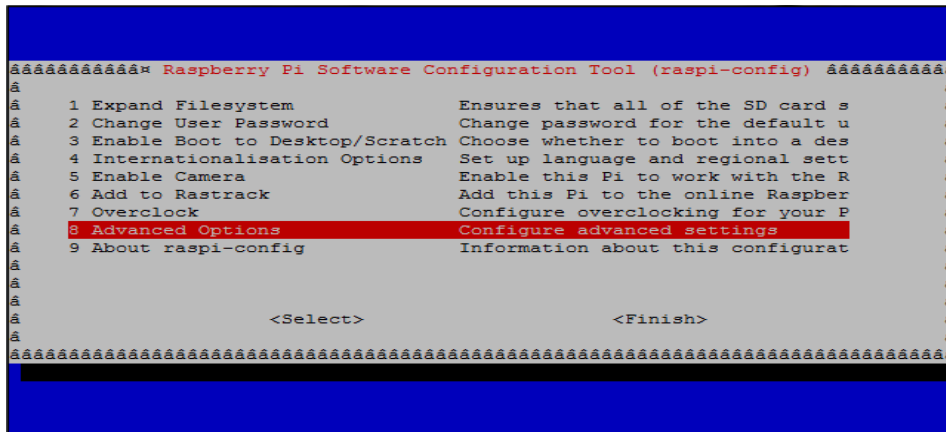 Raspberry Pi Software Configuration Tool (raspi-config)
1 Expand Filesystem Ensures that all of the SD card s
2 Change User Password Change password for the default u
3 Enable Boot to Desktop/Scratch Choose whether to boot into a des
4 Internationalisation Options Set up language and regional sett
5 Enable Camera Enable this Pi to work with the R
6 Add to Rastrack Add this Pi to the online Raspber
7 Overclock Configure overclocking for your P
8 Advanced Options Configure advanced settings
9 About raspi-config Information about this configurat
<Select> <Finish>